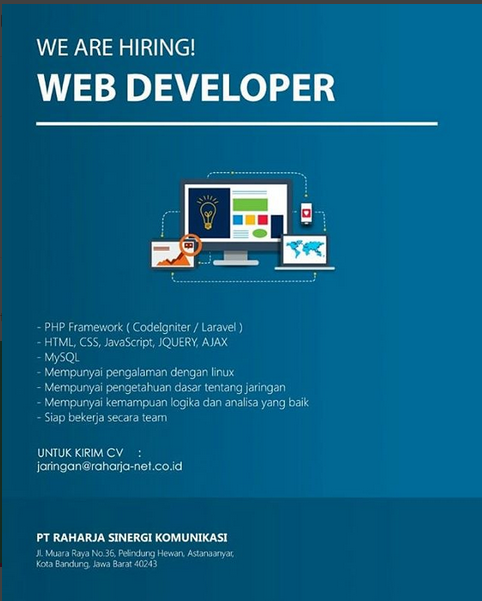 WE ARE HIRING!
WEB DEVELOPER
- PHP Framework ( CodeIgniter / Laravel )
- HTML, CSS, JavaScript, JQUERY, AJAX
- MySQL
- Mempunyai pengalaman dengan linux
- Mempunyai pengetahuan dasar tentang jaringan
- Mempunyai kemampuan logika dan analisa yang baik
- Siap bekerja secara team
UNTUK KIRIM CV :
jaringan@raharja-net.co.id
PT RAHARJA SINERGI KOMUNIKASI
Jl. Muara Raya No.36, Pelindung Hewan, Astanaanyar,
Kota Bandung, Jawa Barat 40243